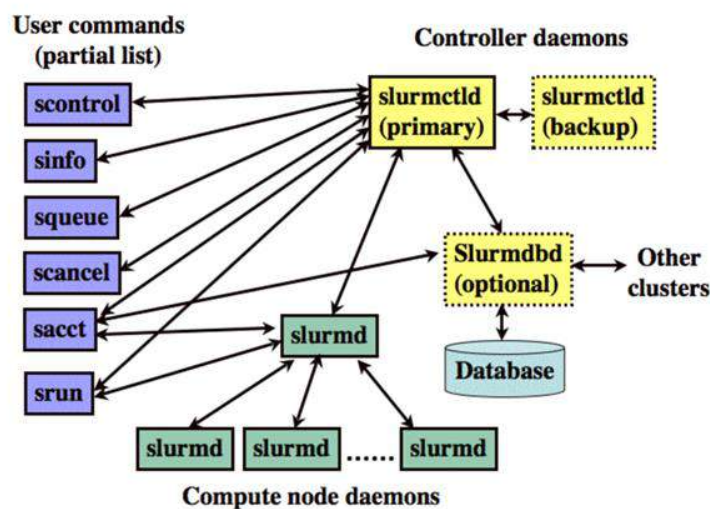 User commands
(partial list)
Controller daemons
scontrol
slurmctld
(primary)
slurmctld
(backup)
sinfo
squeue
scancel
Slurmdbd
(optional)
Other
clusters
sacct
slurmd
Database
srun
slurmd
slurmd
......
slurmd
Compute node daemons